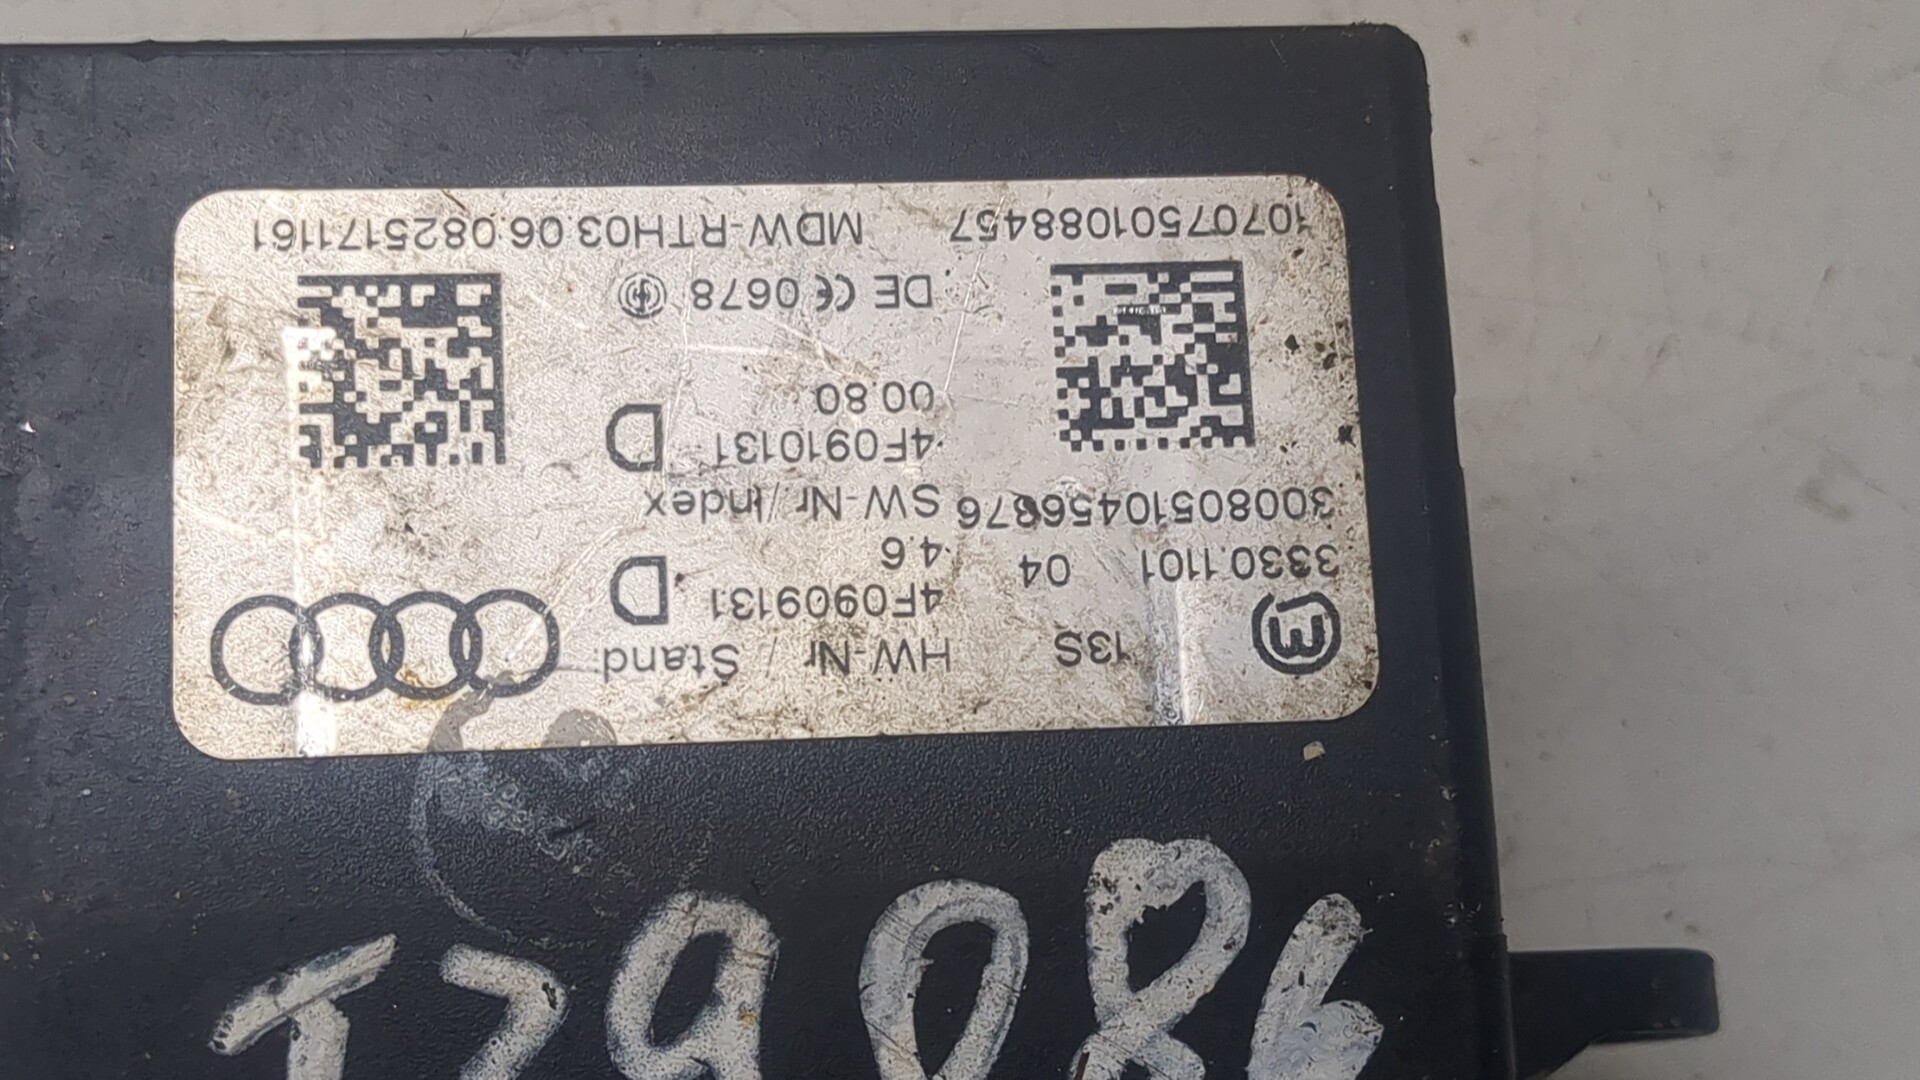 13S HW-Nr / Stand:
4F0909131 D
3330.1101 04 4.6
30080510456876 SW-Nr/Index
4F0910131 D
00.80
DE CE 0678
10707501088457 MDW-RTH03.06.0825171161